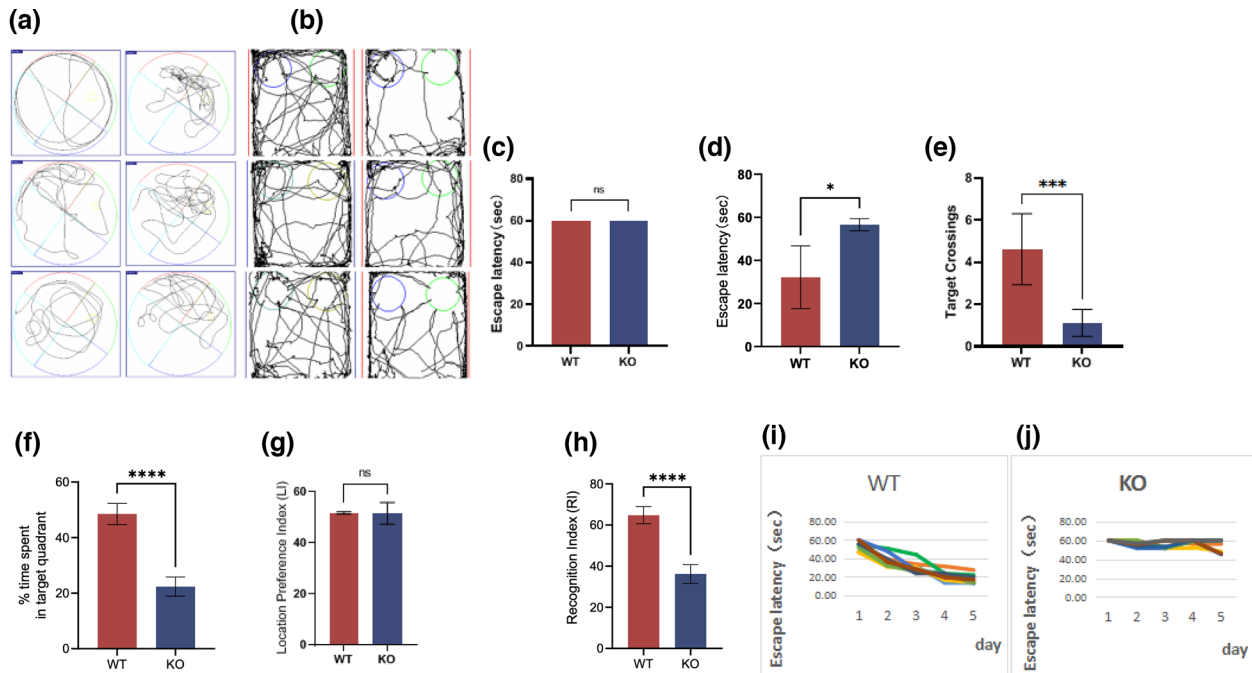 (a)
(b)
(c)
Escape latency(sec)
80
60
40
20
0
ns
WT
KO
(d)
Escape latency(sec)
80
60
40
20
0
*
WT
KO
(e)
Target Crossings
8
6
4
2
0
***
WT
KO
(f)
% time spent
in target quadrant
60
40
20
0
****
WT
KO
(g)
Location Preference Index (LI)
60
40
20
0
ns
WT
KO
(h)
Recognition Index (RI)
80
60
40
20
0
****
WT
KO
(i)
WT
Escape latency (sec)
80.00
60.00
40.00
20.00
0.00
1 2 3 4 5
day
(j)
KO
Escape latency (sec)
80.00
60.00
40.00
20.00
0.00
1 2 3 4 5
day